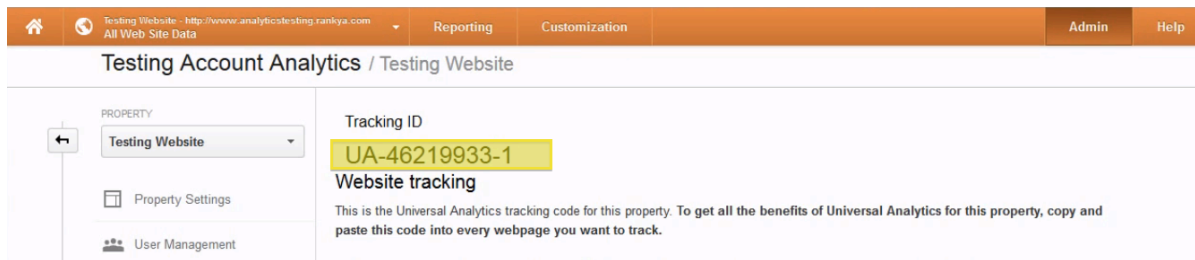 Testing Website - http://www.analyticstesting.rankya.com
All Web Site Data
Reporting
Customization
Admin
Help
Testing Account Analytics / Testing Website
PROPERTY
Testing Website
Property Settings
User Management
Tracking ID
UA-46219933-1
Website tracking
This is the Universal Analytics tracking code for this property. To get all the benefits of Universal Analytics for this property, copy and
paste this code into every webpage you want to track.